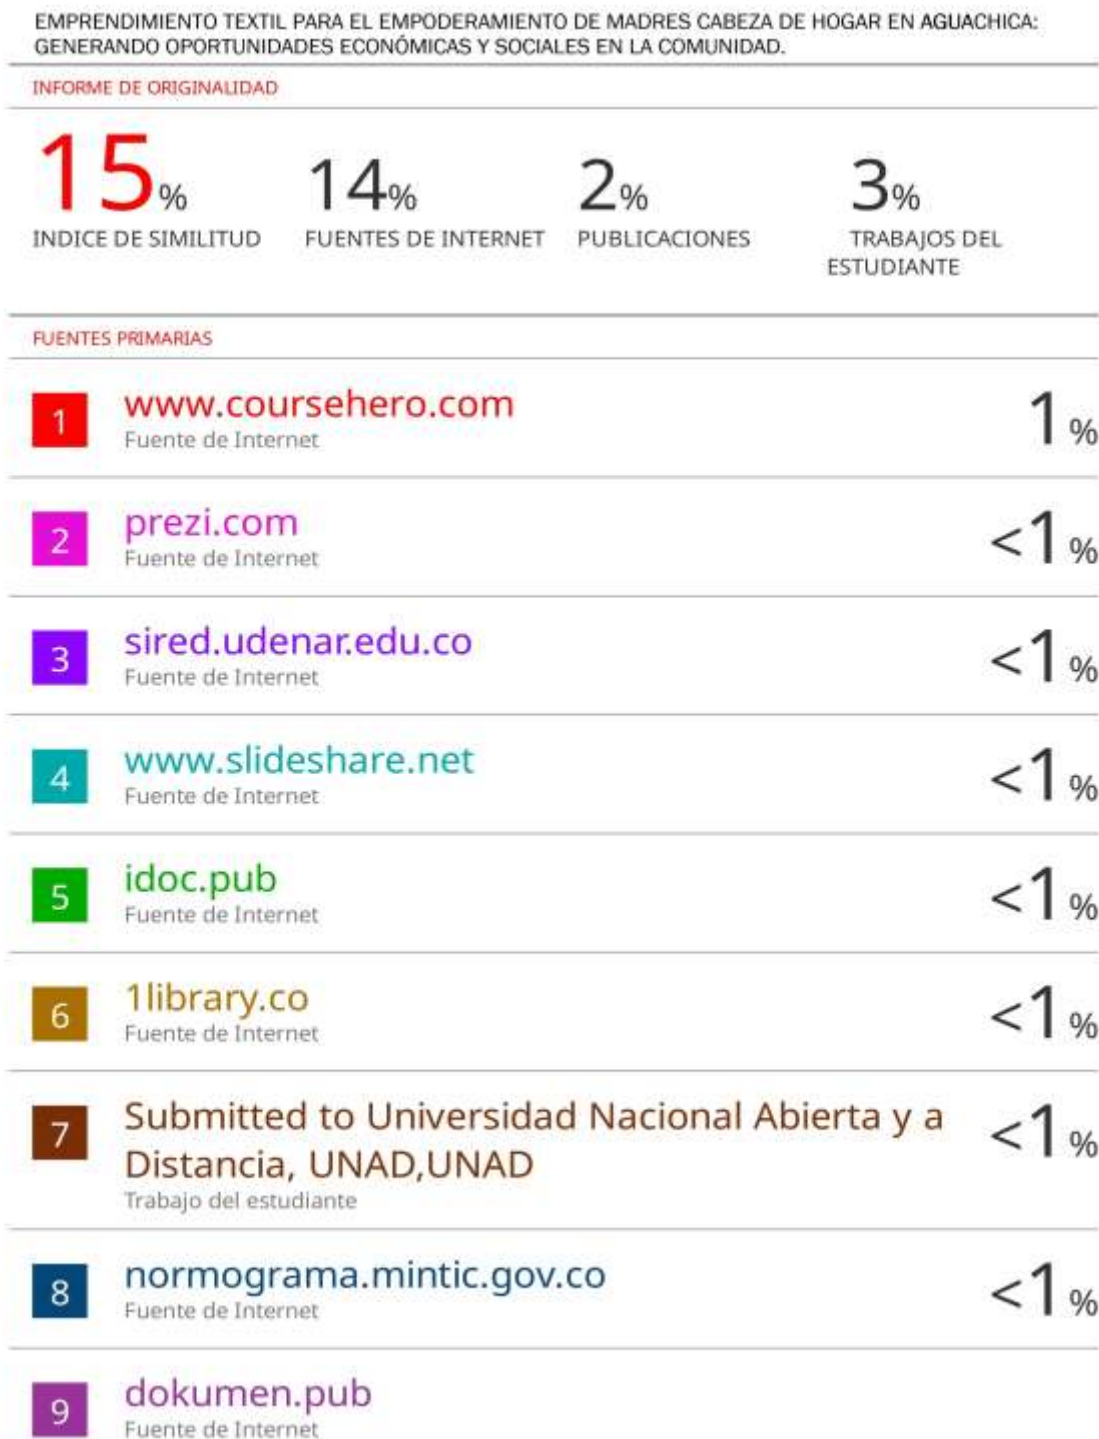 EMPRENDIMIENTO TEXTIL PARA EL EMPODERAMIENTO DE MADRES CABEZA DE HOGAR EN AGUACHICA:
GENERANDO OPORTUNIDADES ECONÓMICAS Y SOCIALES EN LA COMUNIDAD.
INFORME DE ORIGINALIDAD
15% 14% 2% 3%
INDICE DE SIMILITUD FUENTES DE INTERNET PUBLICACIONES TRABAJOS DEL
ESTUDIANTE
FUENTES PRIMARIAS
1 www.coursehero.com 1%
Fuente de Internet
2 prezi.com <1%
Fuente de Internet
3 sired.udenar.edu.co <1%
Fuente de Internet
4 www.slideshare.net <1%
Fuente de Internet
5 idoc.pub <1%
Fuente de Internet
6 1library.co <1%
Fuente de Internet
7 Submitted to Universidad Nacional Abierta y a <1%
Distancia, UNAD,UNAD
Trabajo del estudiante
8 normograma.mintic.gov.co <1%
Fuente de Internet
9 dokumen.pub
Fuente de Internet